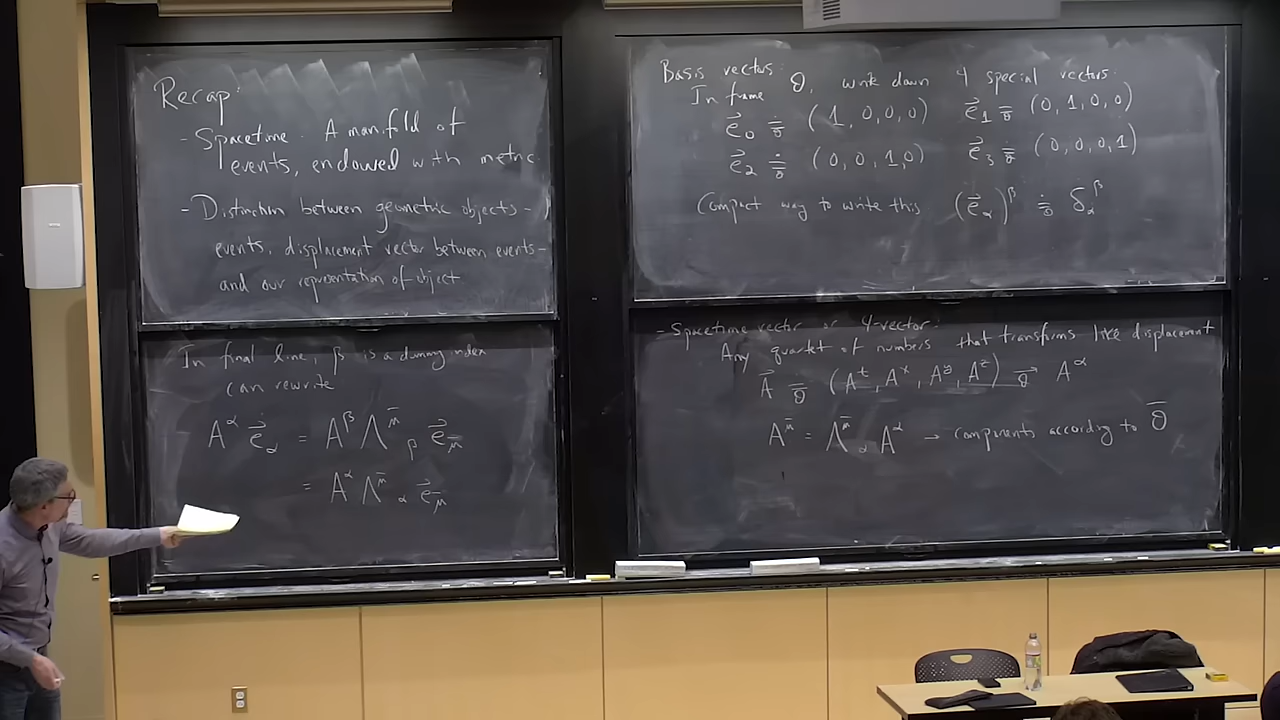 Recap:
- Spacetime. A manifold of
events, endowed with metric.
- Distinction between geometric objects -
events, displacement vector between events -
and our representation of object
In final line, β is a dummy index
can rewrite
A^α e⃗_α = A^β Λ^μ̄_β e⃗_μ̄
= A^α Λ^μ̄_α e⃗_μ̄
Basis vectors:
In frame O, write down 4 special vectors:
e⃗_0 ≐_O (1, 0, 0, 0) e⃗_1 ≐_O (0, 1, 0, 0)
e⃗_2 ≐_O (0, 0, 1, 0) e⃗_3 ≐_O (0, 0, 0, 1)
Compact way to write this (e⃗_α)^β ≐_O δ_α^β
- Spacetime vector or 4-vector:
Any quartet of numbers that transforms like displacement
A⃗ →_O (A^t, A^x, A^y, A^z) →_O A^α
A^μ̄ = Λ^μ̄_α A^α → components according to Ō